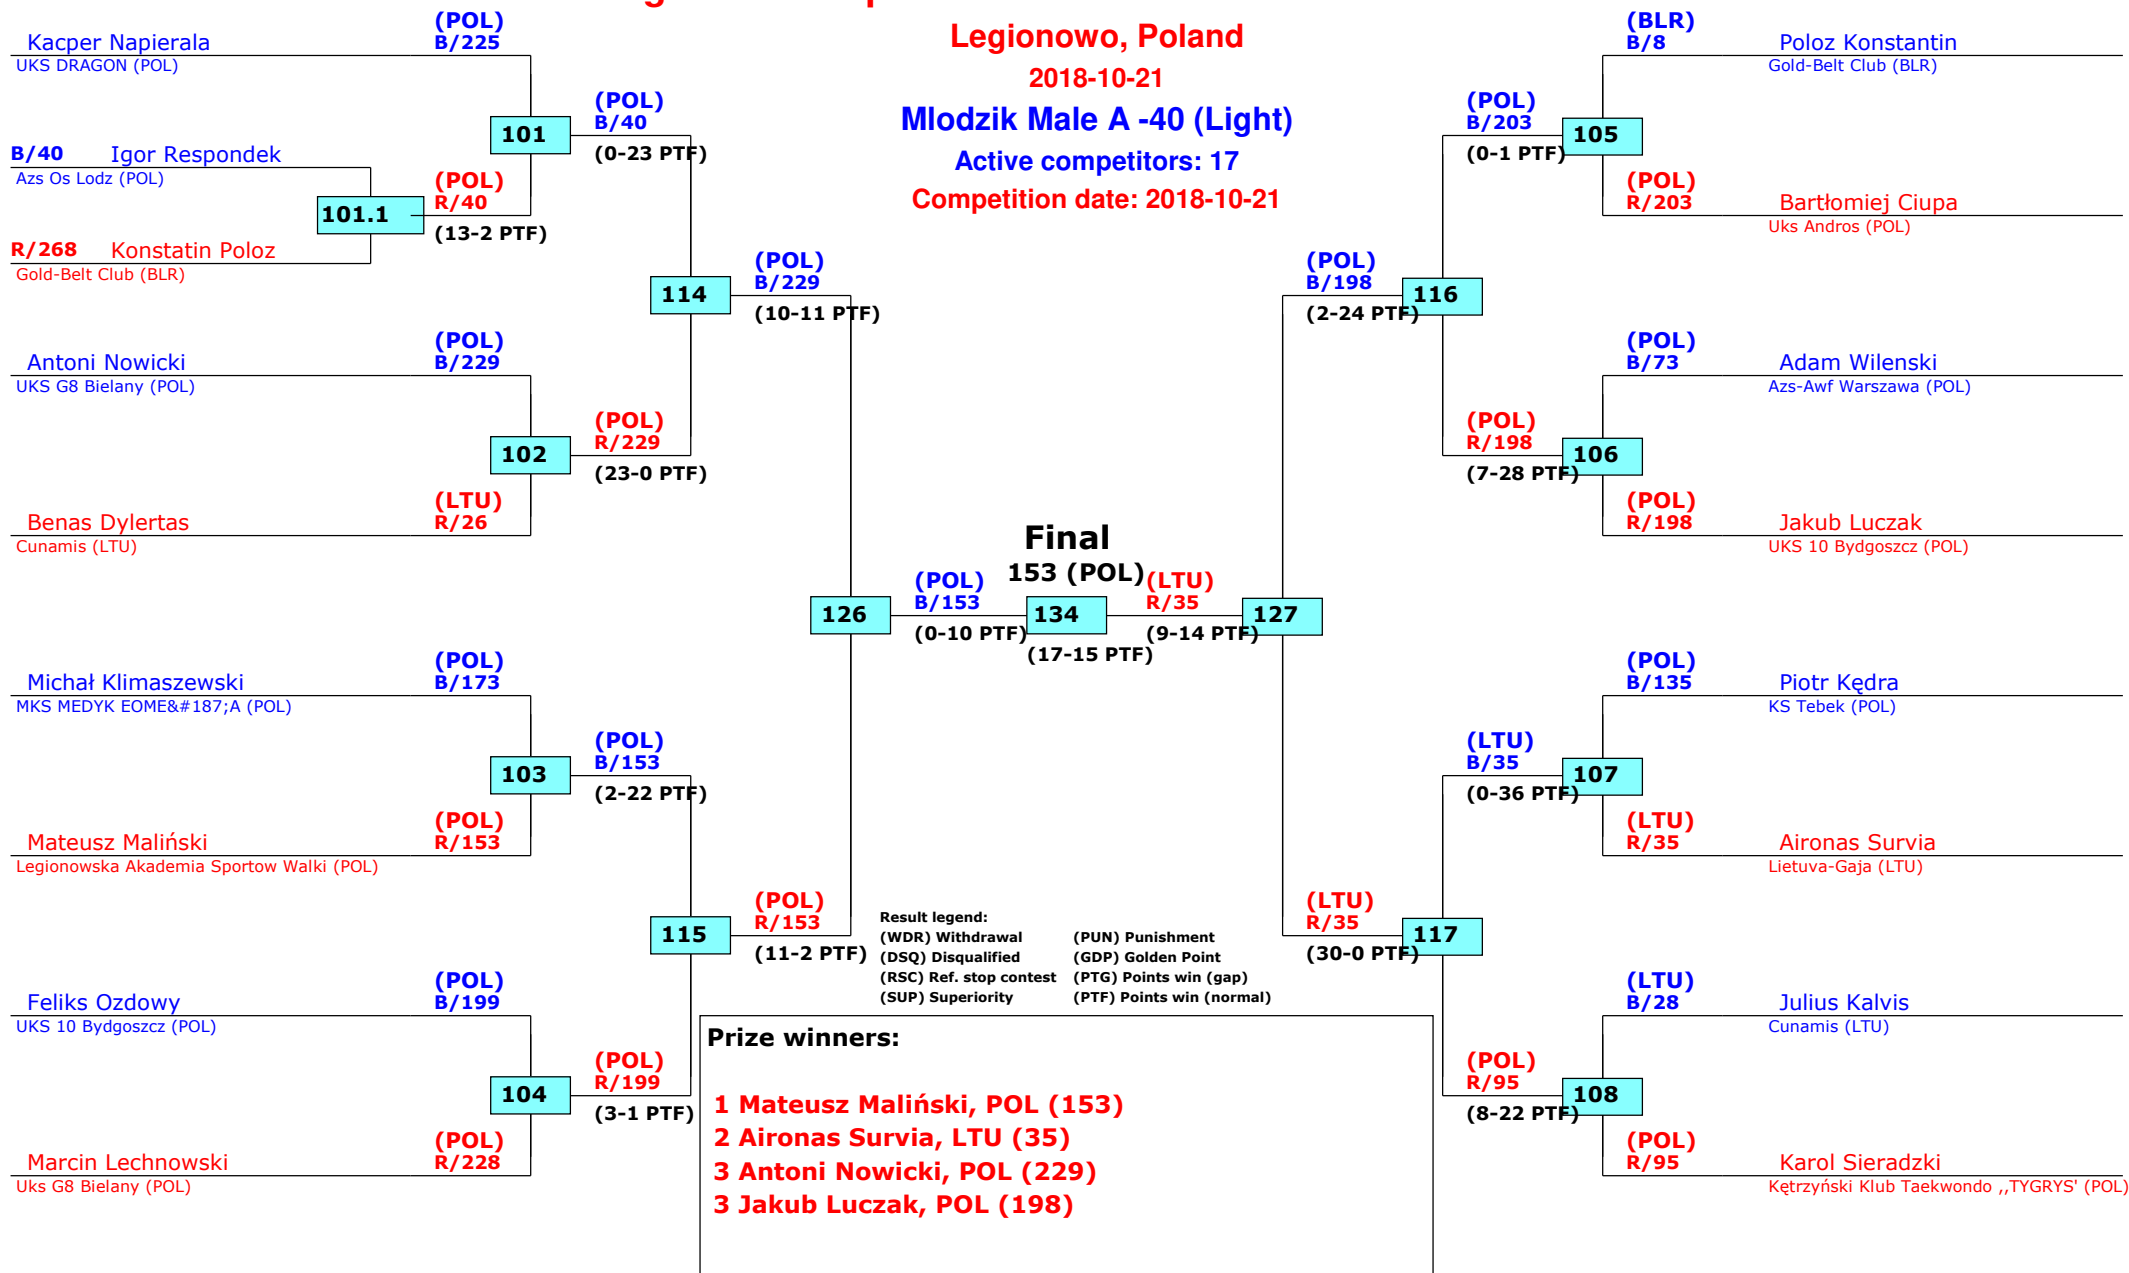 Legionowo, Poland
2018-10-21
Mlodzik Male A -40 (Light)
Active competitors: 17
Competition date: 2018-10-21
Kacper Napierala
UKS DRAGON (POL)
(POL)
B/225
B/40 Igor Respondek
Azs Os Lodz (POL)
R/268 Konstatin Poloz
Gold-Belt Club (BLR)
101.1
(POL)
R/40
(13-2 PTF)
101
(POL)
B/40
(0-23 PTF)
Antoni Nowicki
UKS G8 Bielany (POL)
(POL)
B/229
Benas Dylertas
Cunamis (LTU)
(LTU)
R/26
102
(POL)
R/229
(23-0 PTF)
114
(POL)
B/229
(10-11 PTF)
Michał Klimaszewski
MKS MEDYK EOME&#187;A (POL)
(POL)
B/173
Mateusz Maliński
Legionowska Akademia Sportow Walki (POL)
(POL)
R/153
103
(POL)
B/153
(2-22 PTF)
Feliks Ozdowy
UKS 10 Bydgoszcz (POL)
(POL)
B/199
Marcin Lechnowski
Uks G8 Bielany (POL)
(POL)
R/228
104
(POL)
R/199
(3-1 PTF)
115
(POL)
R/153
(11-2 PTF)
126
(POL)
B/153
(0-10 PTF)
Final
153 (POL)
134
(17-15 PTF)
(LTU)
R/35
(9-14 PTF)
127
(POL)
B/198
(2-24 PTF)
116
(POL)
B/203
(0-1 PTF)
105
(BLR)
B/8
Poloz Konstantin
Gold-Belt Club (BLR)
(POL)
R/203
Bartłomiej Ciupa
Uks Andros (POL)
(POL)
R/198
(7-28 PTF)
106
(POL)
B/73
Adam Wilenski
Azs-Awf Warszawa (POL)
(POL)
R/198
Jakub Luczak
UKS 10 Bydgoszcz (POL)
(LTU)
R/35
(30-0 PTF)
117
(LTU)
B/35
(0-36 PTF)
107
(POL)
B/135
Piotr Kędra
KS Tebek (POL)
(LTU)
R/35
Aironas Survia
Lietuva-Gaja (LTU)
(POL)
R/95
(8-22 PTF)
108
(LTU)
B/28
Julius Kalvis
Cunamis (LTU)
(POL)
R/95
Karol Sieradzki
Kętrzyński Klub Taekwondo ,,TYGRYS' (POL)
Result legend:
(WDR) Withdrawal (PUN) Punishment
(DSQ) Disqualified (GDP) Golden Point
(RSC) Ref. stop contest (PTG) Points win (gap)
(SUP) Superiority (PTF) Points win (normal)
Prize winners:
1 Mateusz Maliński, POL (153)
2 Aironas Survia, LTU (35)
3 Antoni Nowicki, POL (229)
3 Jakub Luczak, POL (198)